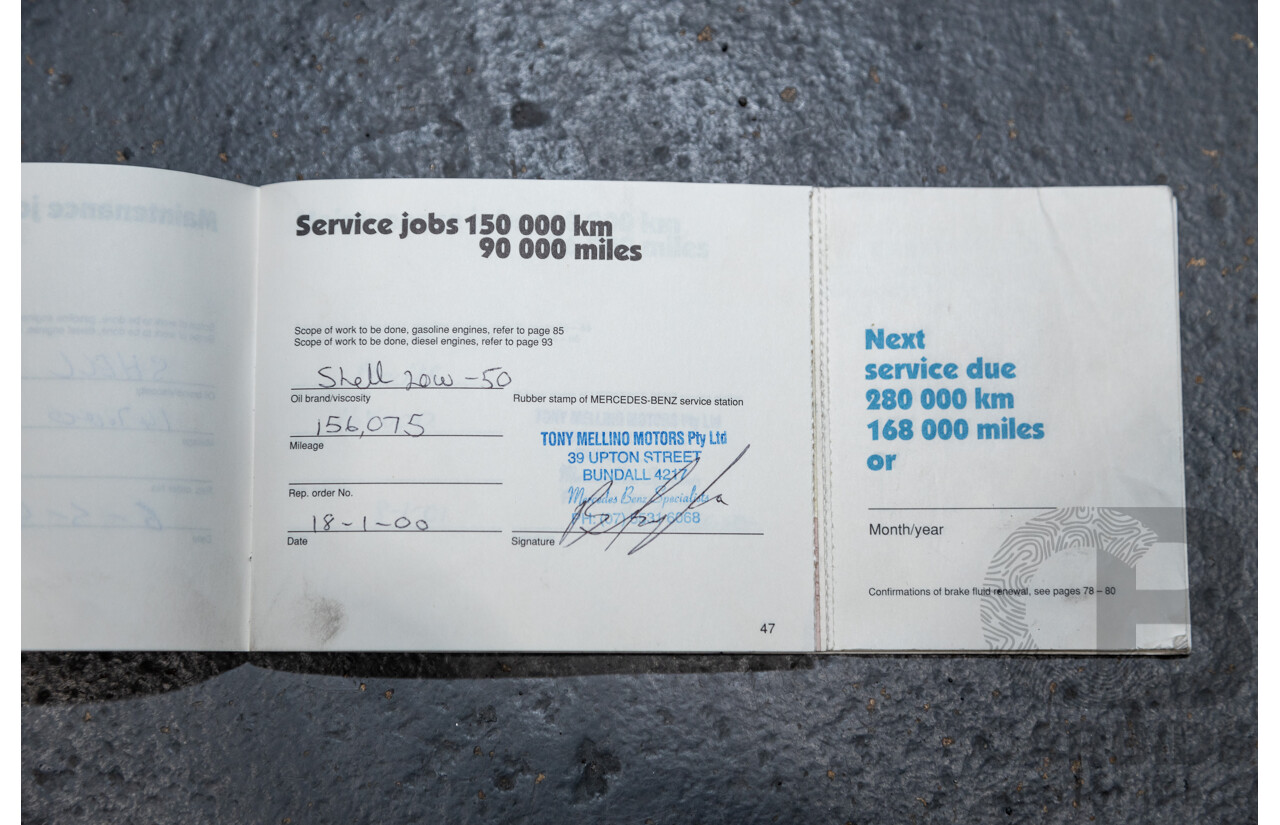 Service jobs 150 000 km
90 000 miles
Scope of work to be done, gasoline engines, refer to page 85
Scope of work to be done, diesel engines, refer to page 93
Shell 20w-50
Oil brand/viscosity
Rubber stamp of MERCEDES-BENZ service station
156,075
Mileage
TONY MELLINO MOTORS Pty Ltd
39 UPTON STREET
BUNDALL 4217
Mercedes Benz Specialists
PH: (07) 5531 6868
Rep. order No.
18-1-00
Date
Signature
47
Next
service due
280 000 km
168 000 miles
or
Month/year
Confirmations of brake fluid renewal, see pages 78 – 80